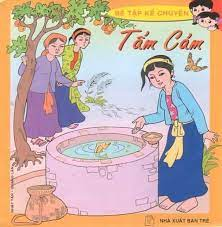 BÉ TẬP KỂ CHUYỆN
Tấm Cám
NHÀ XUẤT BẢN TRẺ